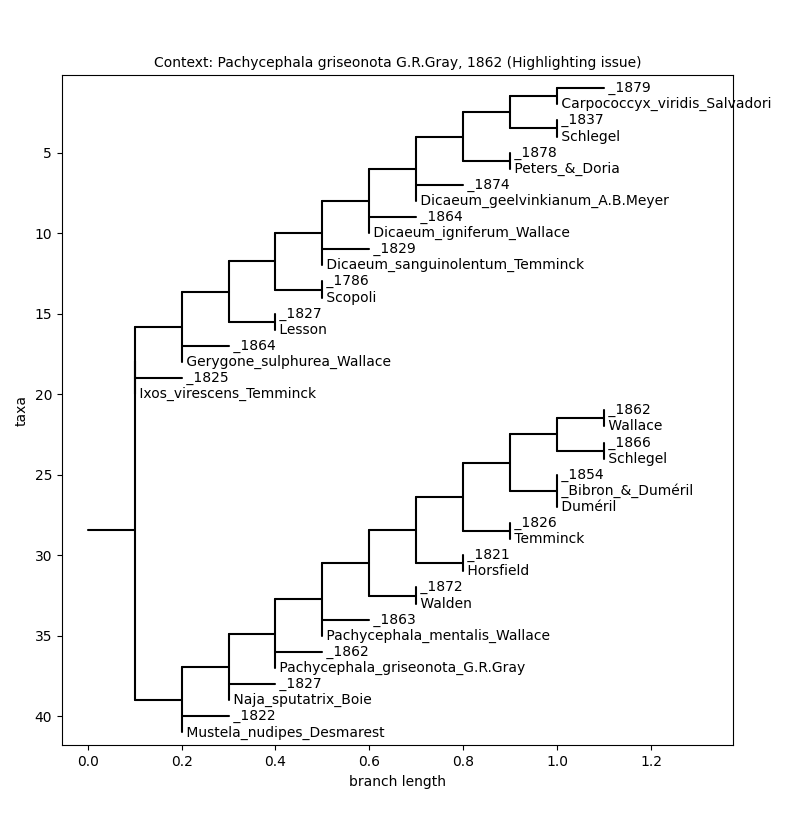 Context: Pachycephala griseonota G.R.Gray, 1862 (Highlighting issue)
_1879
Carpococcyx_viridis_Salvadori
_1837
Schlegel
5
_1878
Peters_&_Doria
_1874
Dicaeum_geelvinkianum_A.B.Meyer
_1864
10
Dicaeum_igniferum_Wallace
_1829
Dicaeum_sanguinolentum_Temminck
_1786
Scopoli
15
_1827
Lesson
_1864
Gerygone_sulphurea_Wallace
_1825
20
Ixos_virescens_Temminck
taxa
_1862
Wallace
_1866
Schlegel
25
_1854
_Bibron_&_Duméril
Duméril
_1826
Temminck
30
_1821
Horsfield
_1872
Walden
_1863
35
Pachycephala_mentalis_Wallace
_1862
Pachycephala_griseonota_G.R.Gray
_1827
Naja_sputatrix_Boie
40
_1822
Mustela_nudipes_Desmarest
0.0 0.2 0.4 0.6 0.8 1.0 1.2
branch length